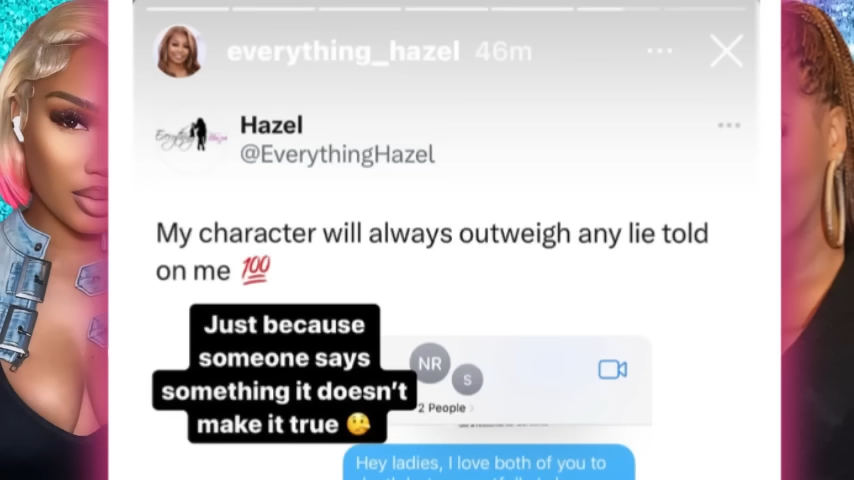 everything_hazel 46m
Hazel
@EverythingHazel
My character will always outweigh any lie told
on me 💯
Just because
someone says
something it doesn't
make it true 🤥
NR
S
2 People
Hey ladies, I love both of you to